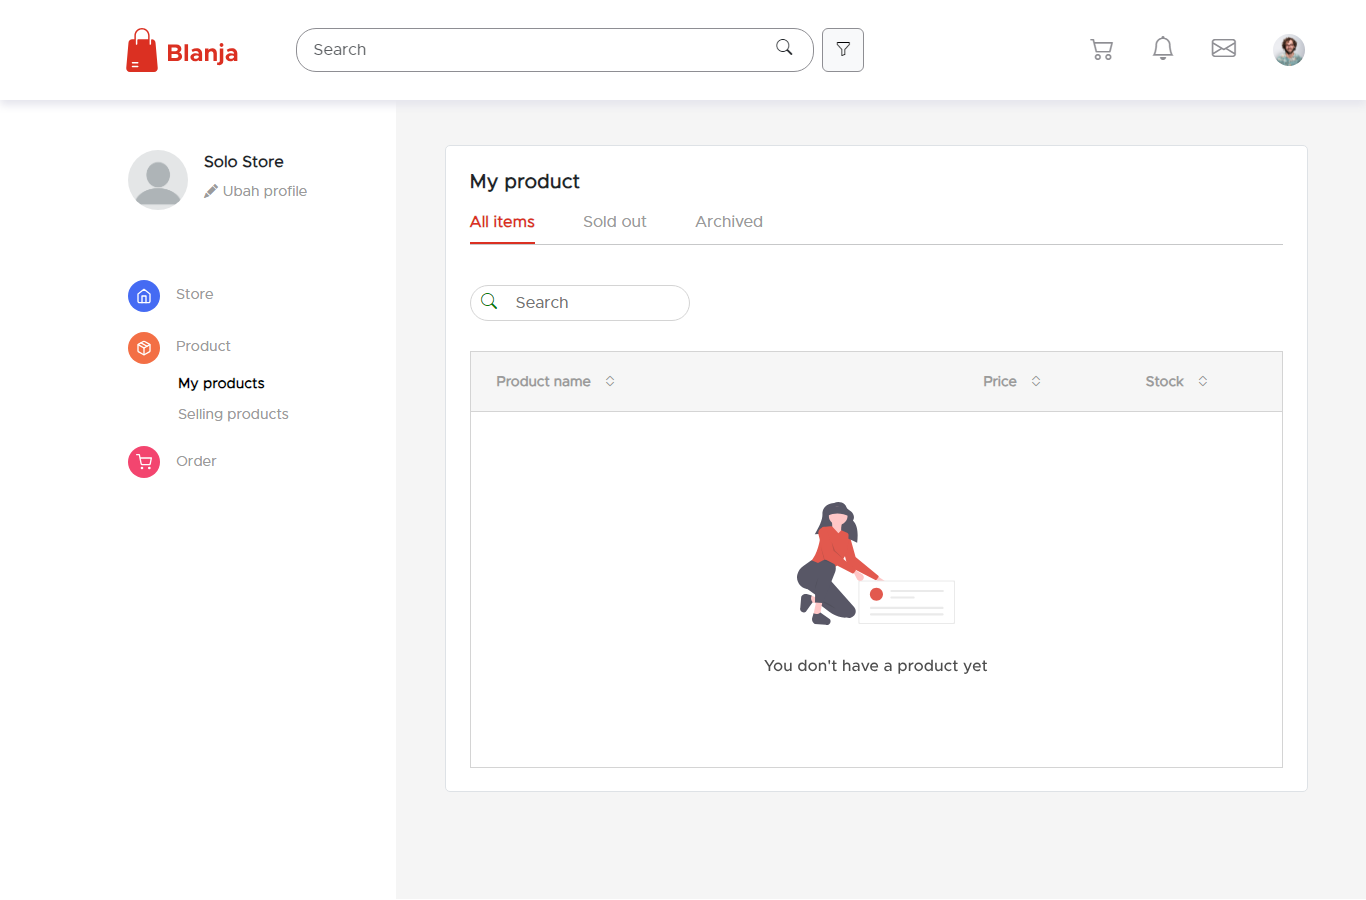 Blanja
Search
Solo Store
Ubah profile
Store
Product
My products
Selling products
Order
My product
All items Sold out Archived
Search
Product name Price Stock
You don't have a product yet